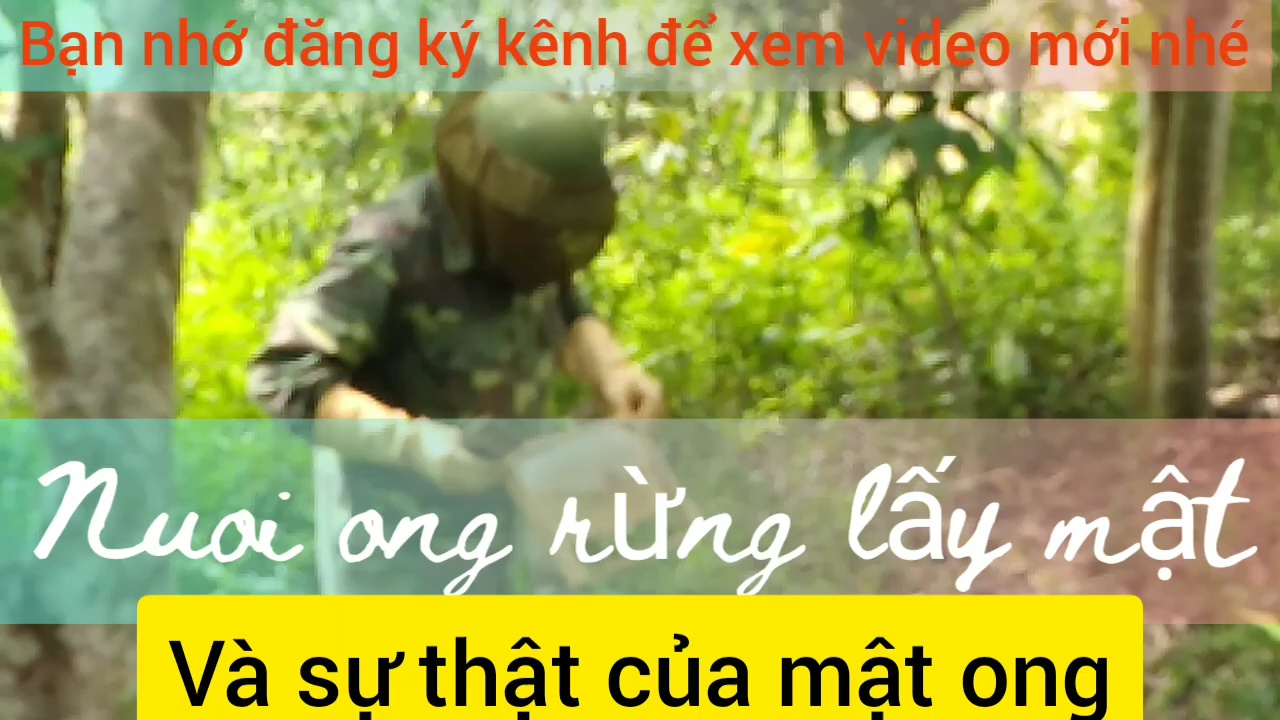 Bạn nhớ đăng ký kênh để xem video mới nhé
Nuoi ong rừng lấy mật
Và sự thật của mật ong